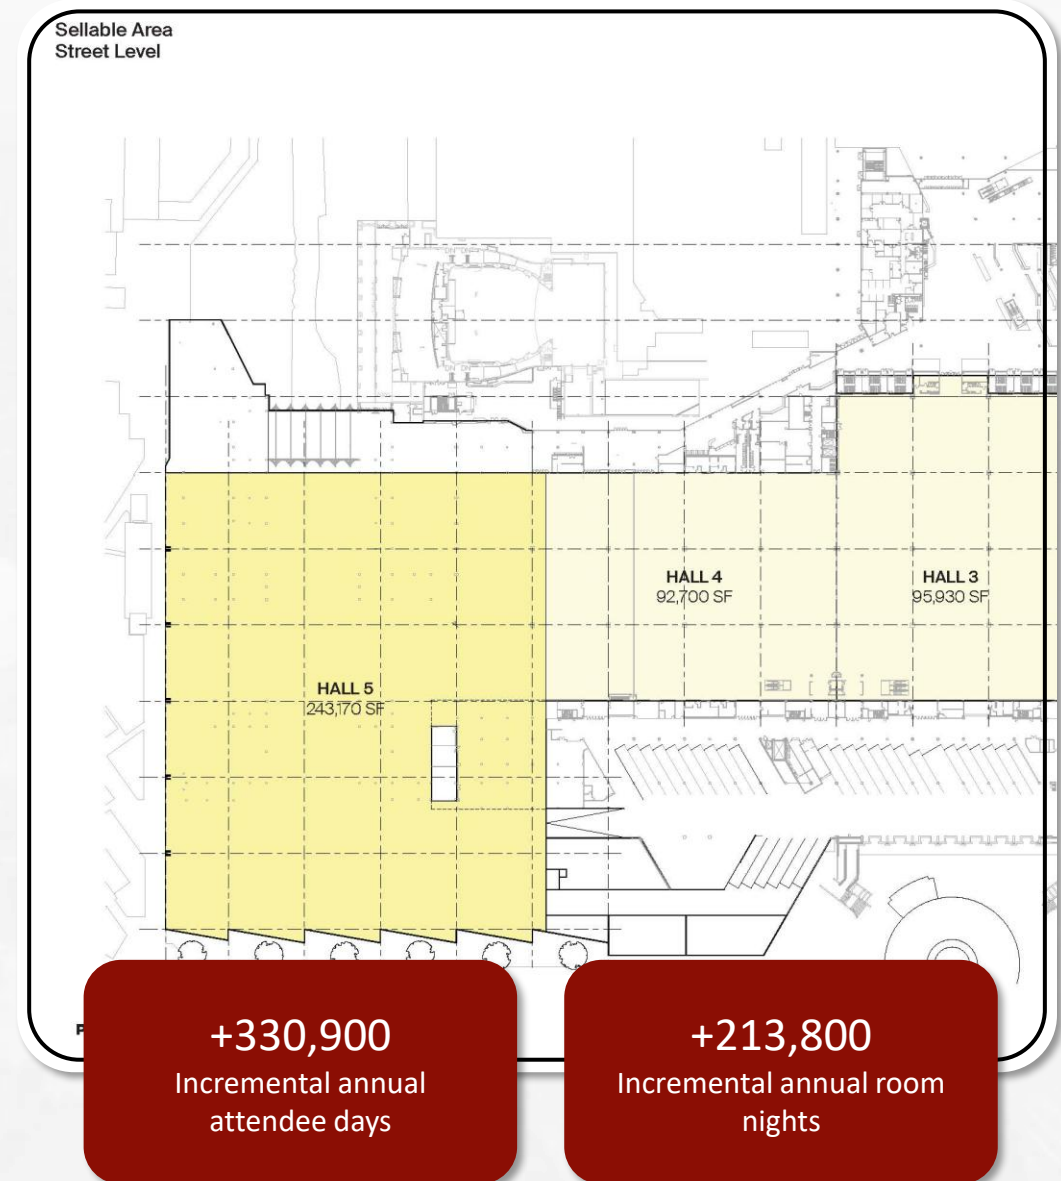 Sellable Area
Street Level
HALL 4
92,700 SF
HALL 3
95,930 SF
HALL 5
243,170 SF
+330,900
Incremental annual
attendee days
+213,800
Incremental annual room
nights